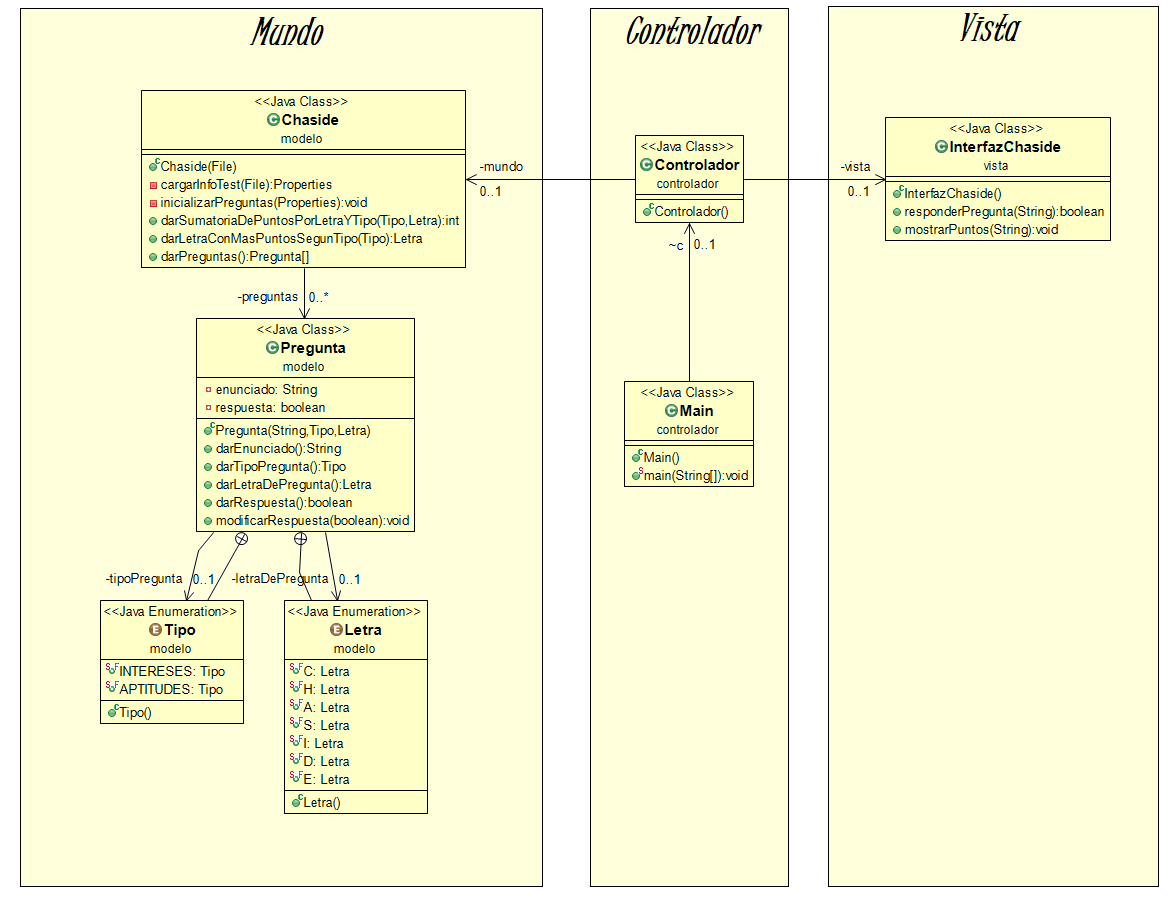 Mundo
<<Java Class>>
Chaside
modelo
Chaside(File)
cargarInfoTest(File):Properties
inicializarPreguntas(Properties):void
darSumatoriaDePuntosPorLetraYTipo(Tipo,Letra):int
darLetraConMasPuntosSegunTipo(Tipo):Letra
darPreguntas():Pregunta[]
-preguntas 0..*
<<Java Class>>
Pregunta
modelo
enunciado: String
respuesta: boolean
Pregunta(String,Tipo,Letra)
darEnunciado():String
darTipoPregunta():Tipo
darLetraDePregunta():Letra
darRespuesta():boolean
modificarRespuesta(boolean):void
-tipoPregunta 0..1
-letraDePregunta 0..1
<<Java Enumeration>>
Tipo
modelo
INTERESES: Tipo
APTITUDES: Tipo
Tipo()
<<Java Enumeration>>
Letra
modelo
C: Letra
H: Letra
A: Letra
S: Letra
I: Letra
D: Letra
E: Letra
Letra()
Controlador
-mundo
0..1
<<Java Class>>
Controlador
controlador
Controlador()
~c 0..1
<<Java Class>>
Main
controlador
Main()
main(String[]):void
Vista
-vista
0..1
<<Java Class>>
InterfazChaside
vista
InterfazChaside()
responderPregunta(String):boolean
mostrarPuntos(String):void